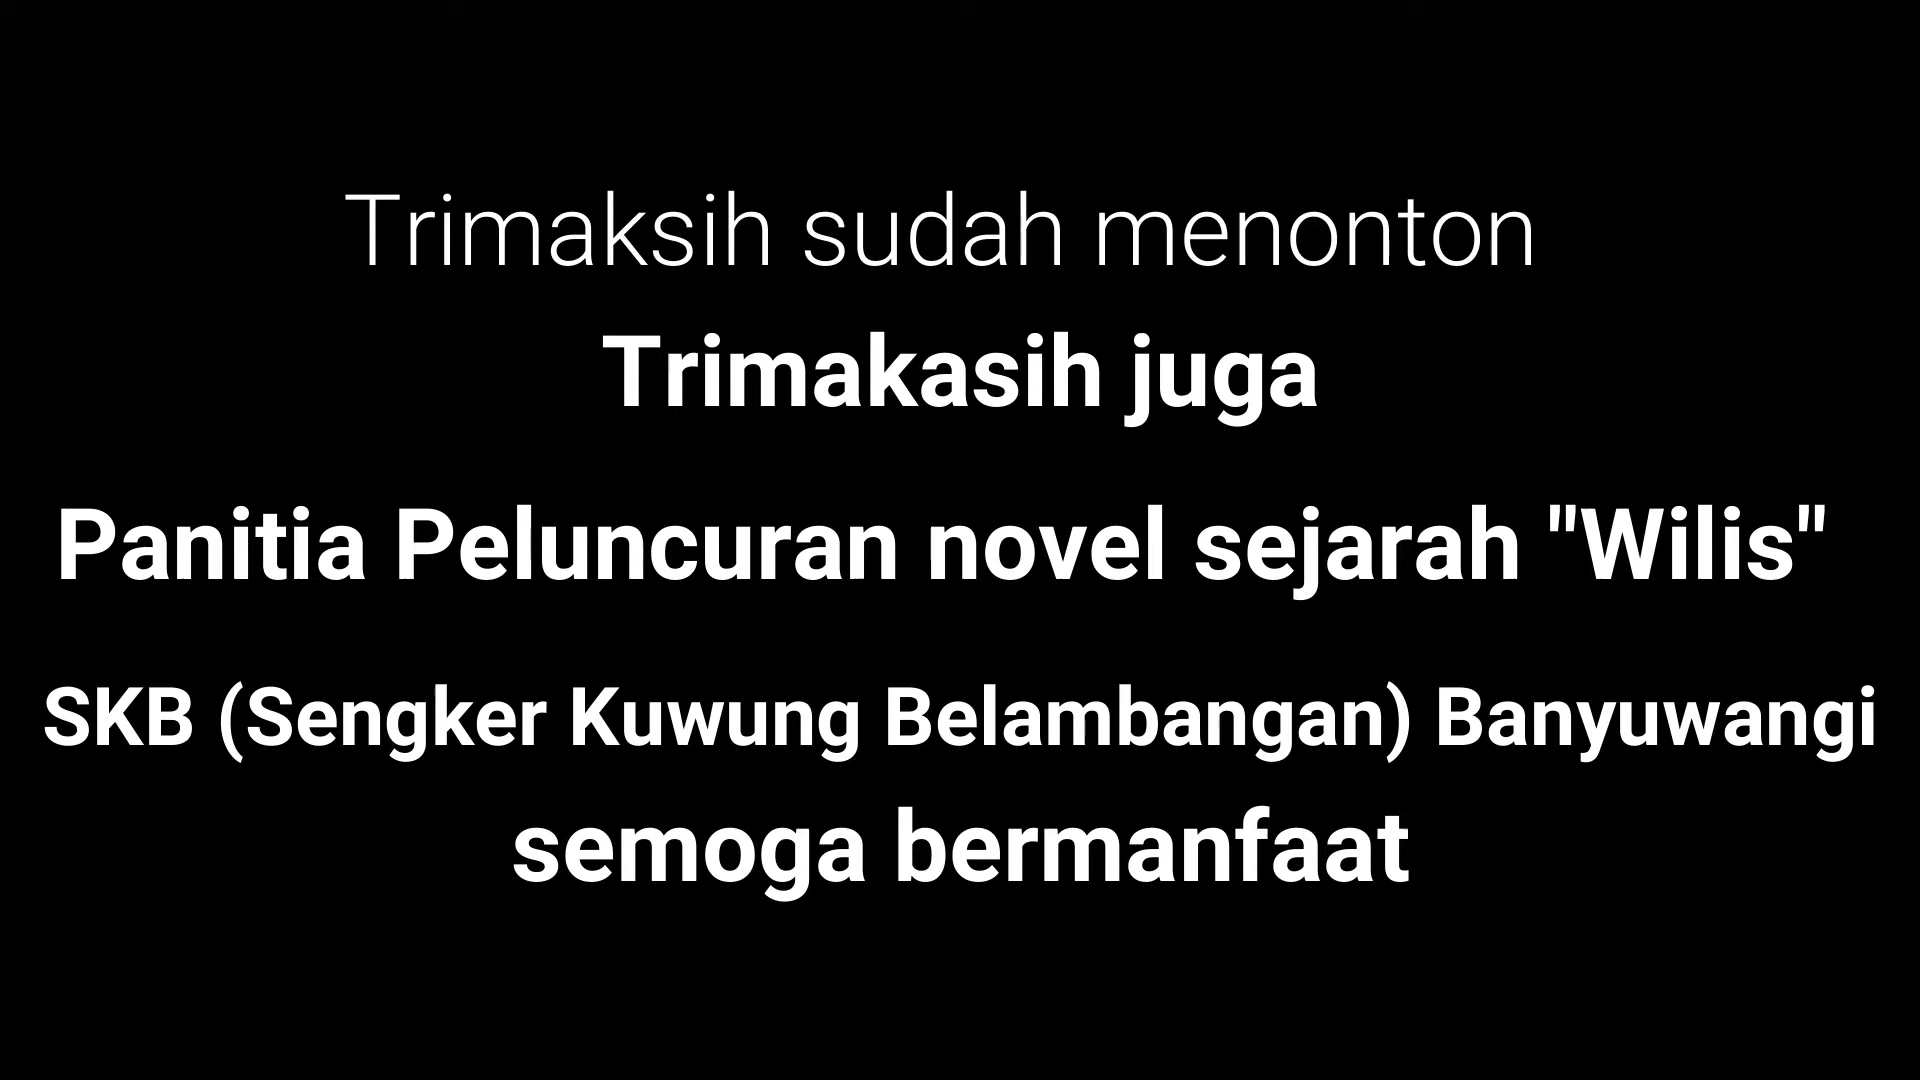 Trimaksih sudah menonton
Trimakasih juga
Panitia Peluncuran novel sejarah "Wilis"
SKB (Sengker Kuwung Belambangan) Banyuwangi
semoga bermanfaat